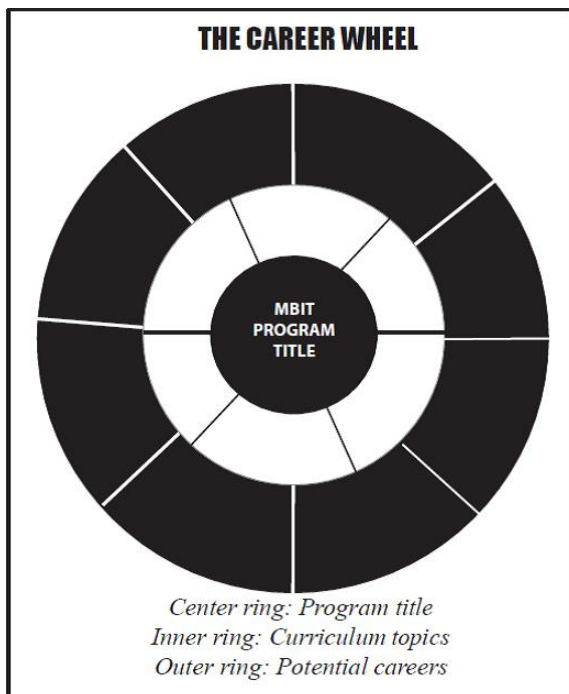 THE CAREER WHEEL
MBIT
PROGRAM
TITLE
Center ring: Program title
Inner ring: Curriculum topics
Outer ring: Potential careers